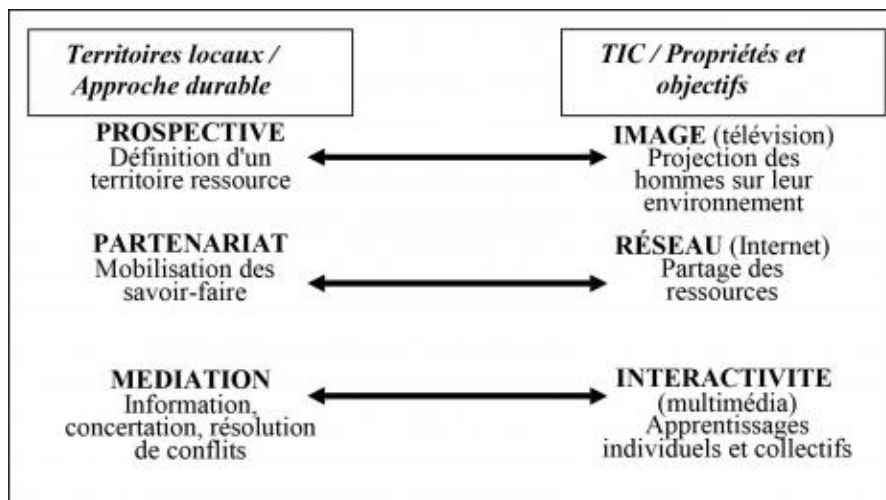 Territoires locaux /
Approche durable
PROSPECTIVE
Définition d'un
territoire ressource
PARTENARIAT
Mobilisation des
savoir-faire
MEDIATION
Information,
concertation, résolution
de conflits
TIC / Propriétés et
objectifs
IMAGE (télévision)
Projection des
hommes sur leur
environnement
RÉSEAU (Internet)
Partage des
ressources
INTERACTIVITE
(multimédia)
Apprentissages
individuels et collectifs